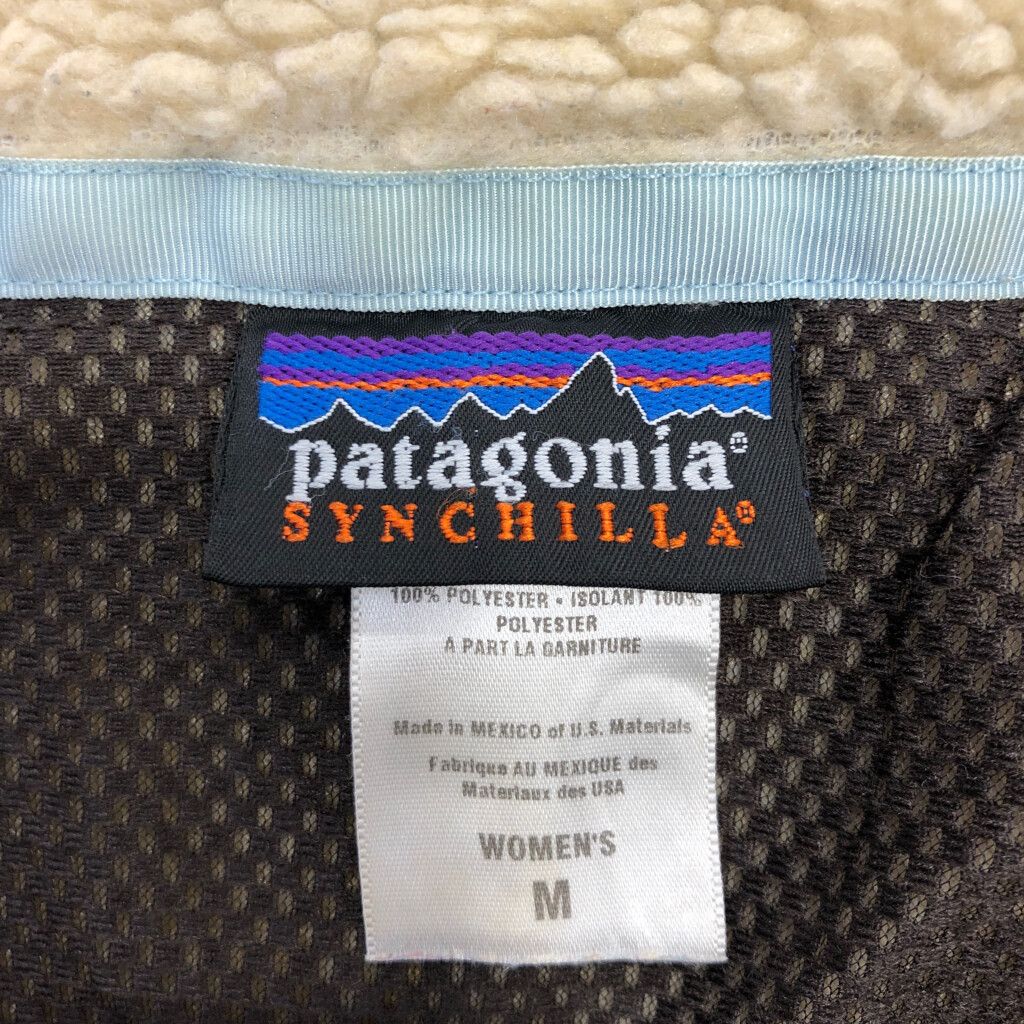 patagonia®
SYNCHILLA®
100% POLYESTER • ISOLANT 100%
POLYESTER
A PART LA GARNITURE
Made in MEXICO of U.S. Materials
Fabrique AU MEXIQUE des
Materiaux des USA
WOMEN'S
M